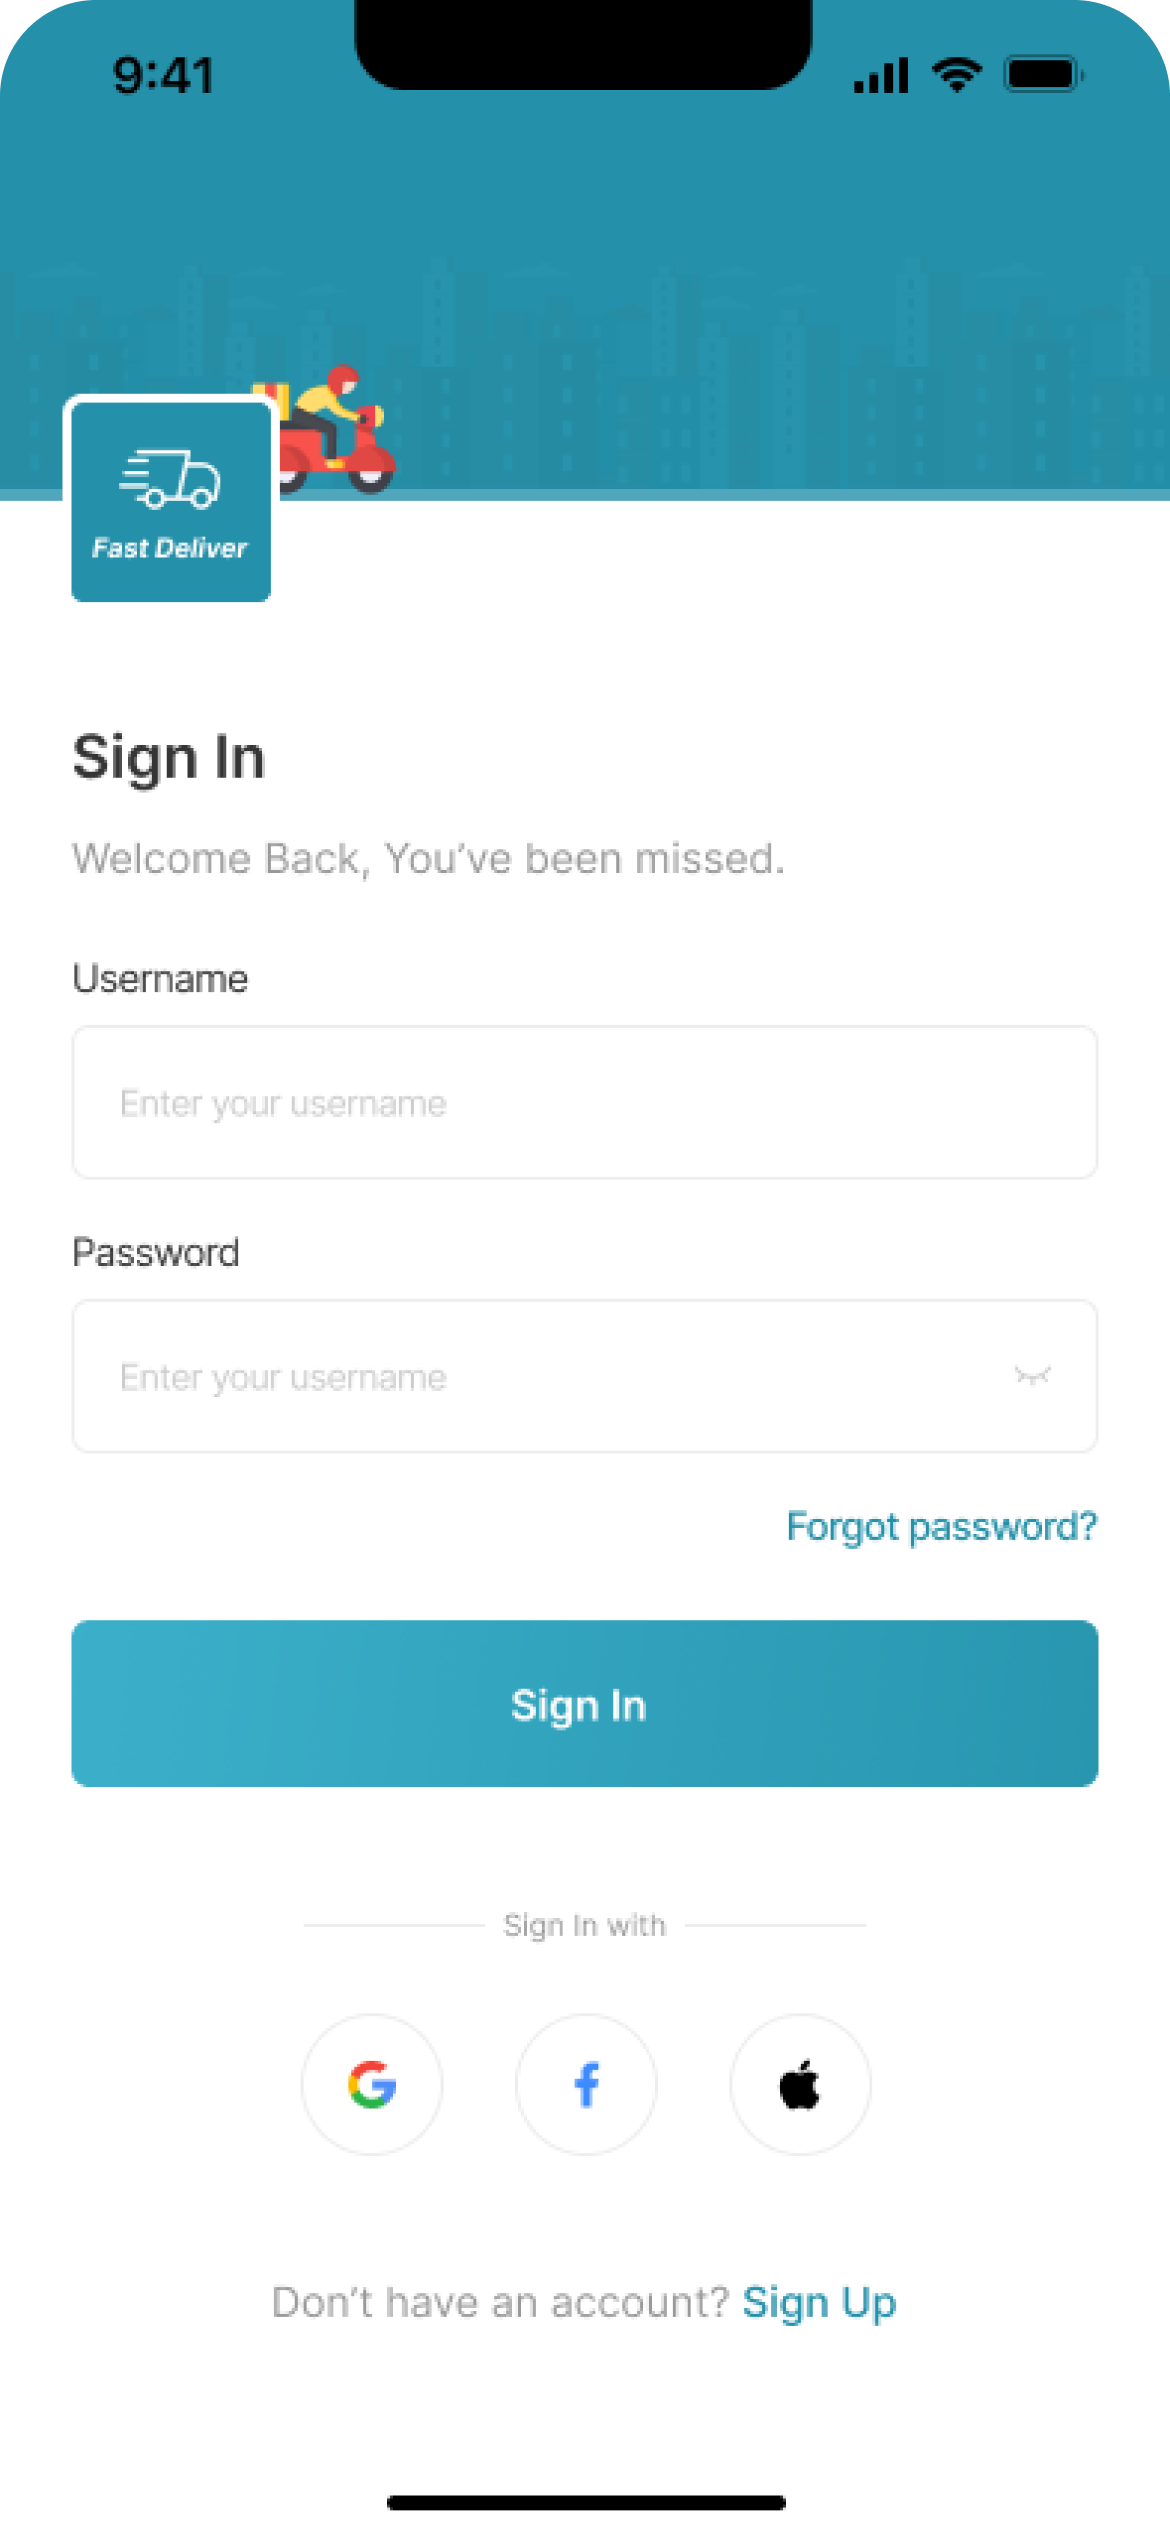 9:41
Fast Deliver
Sign In
Welcome Back, You've been missed.
Username
Enter your username
Password
Enter your username
Forgot password?
Sign In
Sign In with
Don't have an account? Sign Up